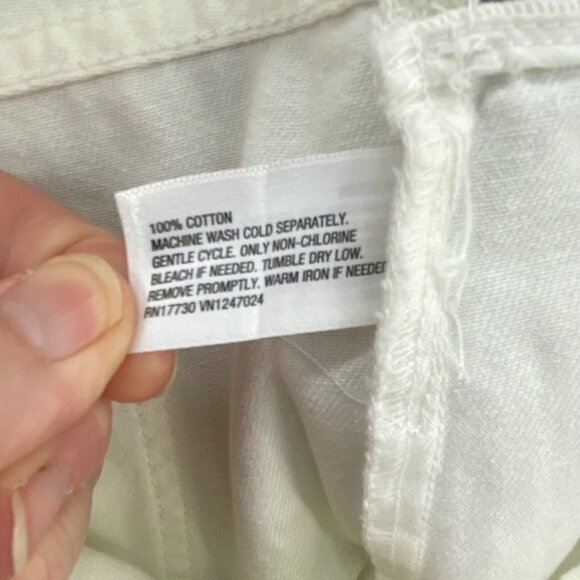 100% COTTON
MACHINE WASH COLD SEPARATELY.
GENTLE CYCLE. ONLY NON-CHLORINE
BLEACH IF NEEDED. TUMBLE DRY LOW.
REMOVE PROMPTLY. WARM IRON IF NEEDED
RN17730 VN1247024